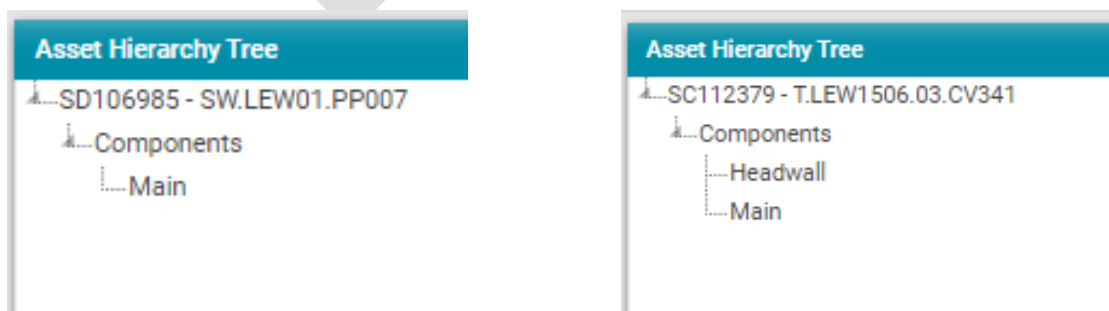 Asset Hierarchy Tree
SD106985 - SW.LEW01.PP007
Components
Main
Asset Hierarchy Tree
SC112379 - T.LEW1506.03.CV341
Components
Headwall
Main